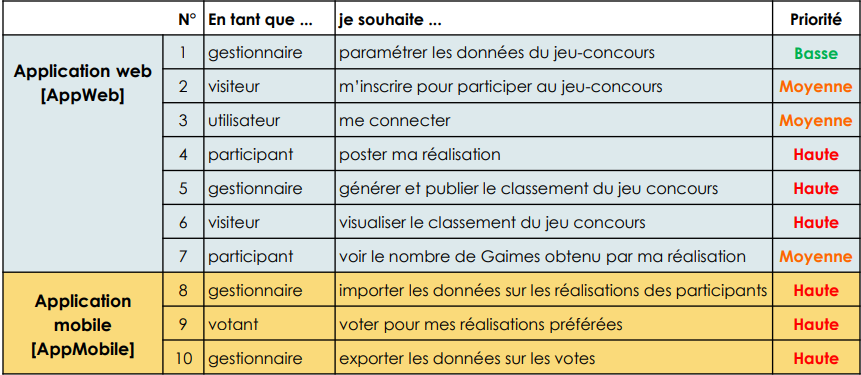 N° En tant que ... je souhaite ... Priorité
Application web
[AppWeb]
1 gestionnaire paramétrer les données du jeu-concours Basse
2 visiteur m’inscrire pour participer au jeu-concours Moyenne
3 utilisateur me connecter Moyenne
4 participant poster ma réalisation Haute
5 gestionnaire générer et publier le classement du jeu concours Haute
6 visiteur visualiser le classement du jeu concours Haute
7 participant voir le nombre de Gaimes obtenu par ma réalisation Moyenne
Application
mobile
[AppMobile]
8 gestionnaire importer les données sur les réalisations des participants Haute
9 votant voter pour mes réalisations préférées Haute
10 gestionnaire exporter les données sur les votes Haute